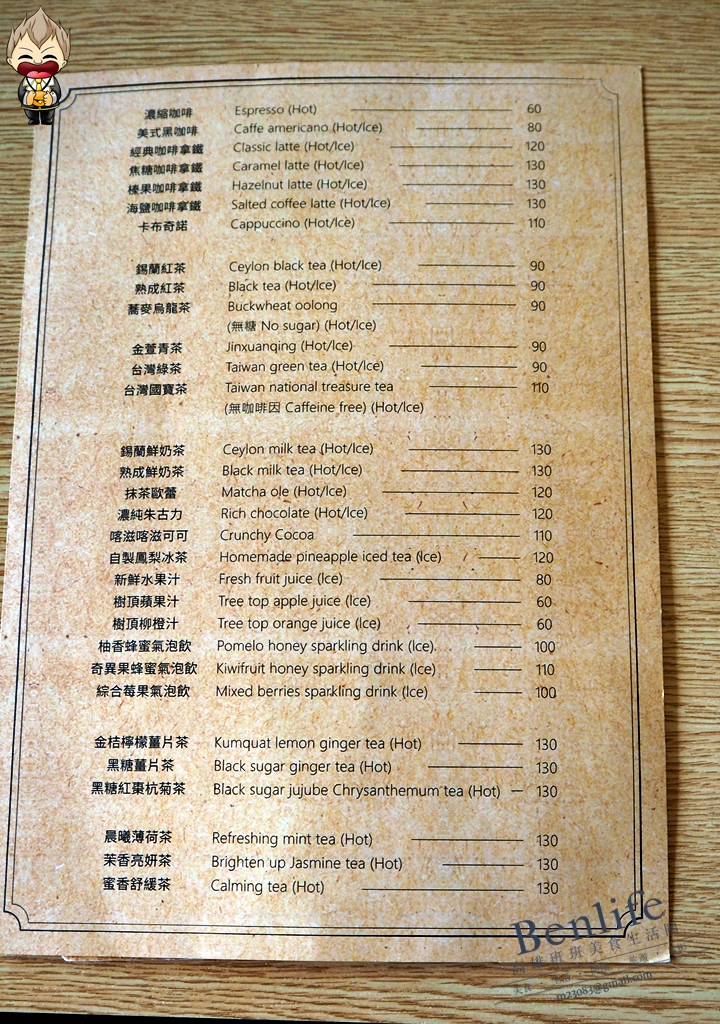 濃縮咖啡 Espresso (Hot) 60
美式黑咖啡 Caffe americano (Hot/Ice) 80
經典咖啡拿鐵 Classic latte (Hot/Ice) 120
焦糖咖啡拿鐵 Caramel latte (Hot/Ice) 130
榛果咖啡拿鐵 Hazelnut latte (Hot/Ice) 130
海鹽咖啡拿鐵 Salted coffee latte (Hot/Ice) 130
卡布奇諾 Cappuccino (Hot/Ice) 110
錫蘭紅茶 Ceylon black tea (Hot/Ice) 90
熟成紅茶 Black tea (Hot/Ice) 90
蕎麥烏龍茶 Buckwheat oolong 90
(無糖 No sugar) (Hot/Ice)
金萱青茶 Jinxuanqing (Hot/Ice) 90
台灣綠茶 Taiwan green tea (Hot/Ice) 90
台灣國寶茶 Taiwan national treasure tea 110
(無咖啡因 Caffeine free) (Hot/Ice)
錫蘭鮮奶茶 Ceylon milk tea (Hot/Ice) 130
熟成鮮奶茶 Black milk tea (Hot/Ice) 130
抹茶歐蕾 Matcha ole (Hot/Ice) 120
濃純朱古力 Rich chocolate (Hot/Ice) 120
喀滋喀滋可可 Crunchy Cocoa 110
自製鳳梨冰茶 Homemade pineapple iced tea (Ice) 120
新鮮水果汁 Fresh fruit juice (Ice) 80
樹頂蘋果汁 Tree top apple juice (Ice) 60
樹頂柳橙汁 Tree top orange juice (Ice) 60
柚香蜂蜜氣泡飲 Pomelo honey sparkling drink (Ice) 100
奇異果蜂蜜氣泡飲 Kiwifruit honey sparkling drink (Ice) 110
綜合莓果氣泡飲 Mixed berries sparkling drink (Ice) 100
金桔檸檬薑片茶 Kumquat lemon ginger tea (Hot) 130
黑糖薑片茶 Black sugar ginger tea (Hot) 130
黑糖紅棗杭菊茶 Black sugar jujube Chrysanthemum tea (Hot) 130
晨曦薄荷茶 Refreshing mint tea (Hot) 130
茉香亮妍茶 Brighten up Jasmine tea (Hot) 130
蜜香舒緩茶 Calming tea (Hot) 130
Benlife
高雄班班美食生活圈
m23083@gmail.com